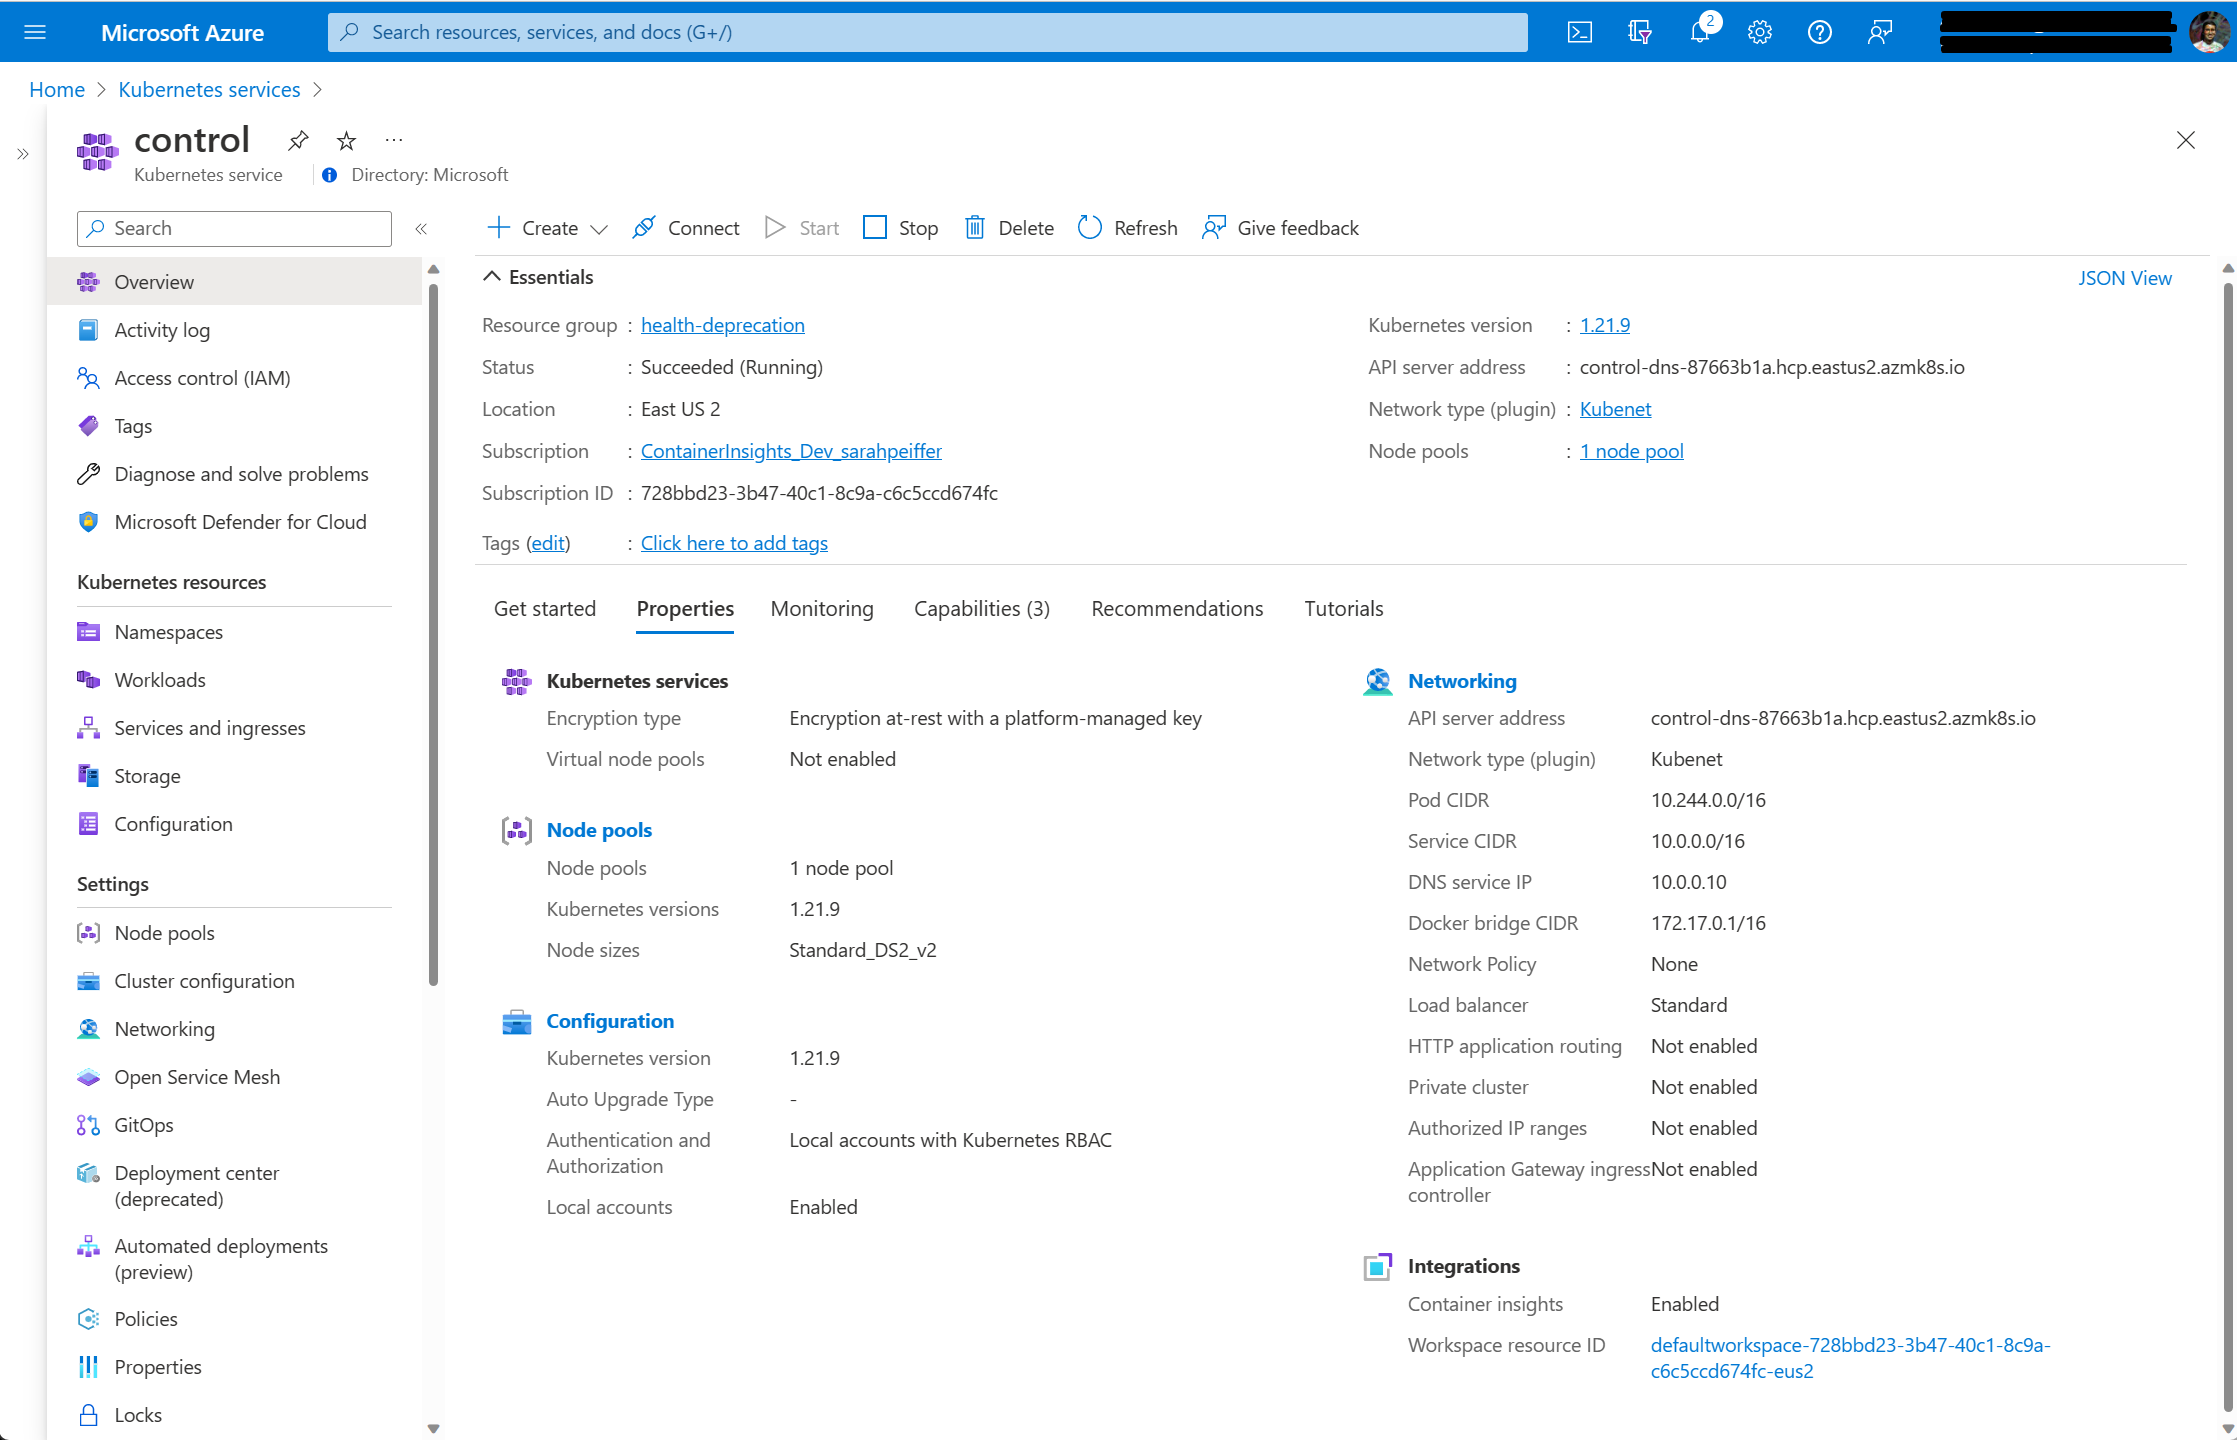 Microsoft Azure
Search resources, services, and docs (G+/)
2
Home > Kubernetes services >
control
Kubernetes service
Directory: Microsoft
Search
Create
Connect
Start
Stop
Delete
Refresh
Give feedback
Overview
Activity log
Access control (IAM)
Tags
Diagnose and solve problems
Microsoft Defender for Cloud
Kubernetes resources
Namespaces
Workloads
Services and ingresses
Storage
Configuration
Settings
Node pools
Cluster configuration
Networking
Open Service Mesh
GitOps
Deployment center
(deprecated)
Automated deployments
(preview)
Policies
Properties
Locks
Essentials
JSON View
Resource group : health-deprecation
Status : Succeeded (Running)
Location : East US 2
Subscription : ContainerInsights_Dev_sarahpeiffer
Subscription ID : 728bbd23-3b47-40c1-8c9a-c6c5ccd674fc
Tags (edit) : Click here to add tags
Kubernetes version : 1.21.9
API server address : control-dns-87663b1a.hcp.eastus2.azmk8s.io
Network type (plugin) : Kubenet
Node pools : 1 node pool
Get started
Properties
Monitoring
Capabilities (3)
Recommendations
Tutorials
Kubernetes services
Encryption type Encryption at-rest with a platform-managed key
Virtual node pools Not enabled
Node pools
Node pools 1 node pool
Kubernetes versions 1.21.9
Node sizes Standard_DS2_v2
Configuration
Kubernetes version 1.21.9
Auto Upgrade Type -
Authentication and Local accounts with Kubernetes RBAC
Authorization
Local accounts Enabled
Networking
API server address control-dns-87663b1a.hcp.eastus2.azmk8s.io
Network type (plugin) Kubenet
Pod CIDR 10.244.0.0/16
Service CIDR 10.0.0.0/16
DNS service IP 10.0.0.10
Docker bridge CIDR 172.17.0.1/16
Network Policy None
Load balancer Standard
HTTP application routing Not enabled
Private cluster Not enabled
Authorized IP ranges Not enabled
Application Gateway ingress Not enabled
controller
Integrations
Container insights Enabled
Workspace resource ID defaultworkspace-728bbd23-3b47-40c1-8c9a-
c6c5ccd674fc-eus2